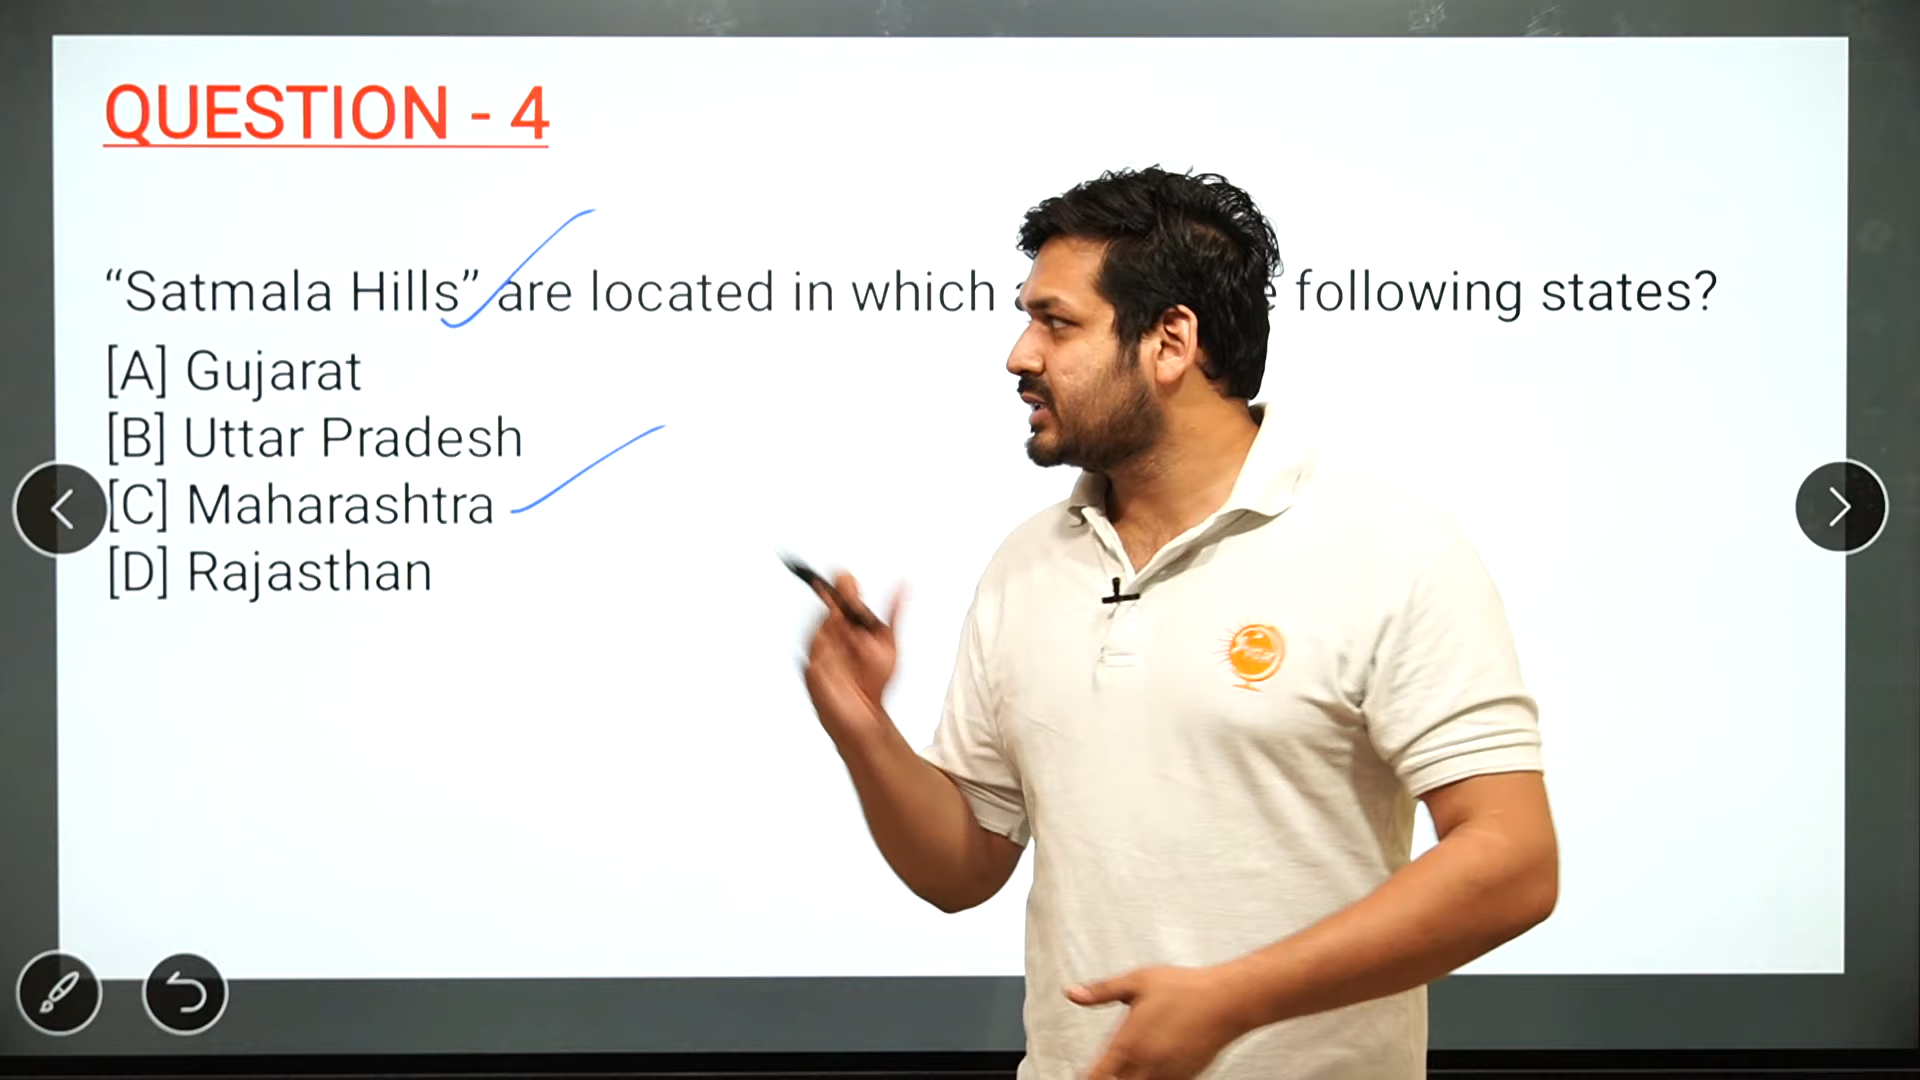 QUESTION - 4
“Satmala Hills” are located in which following states?
[A] Gujarat
[B] Uttar Pradesh
[C] Maharashtra
[D] Rajasthan